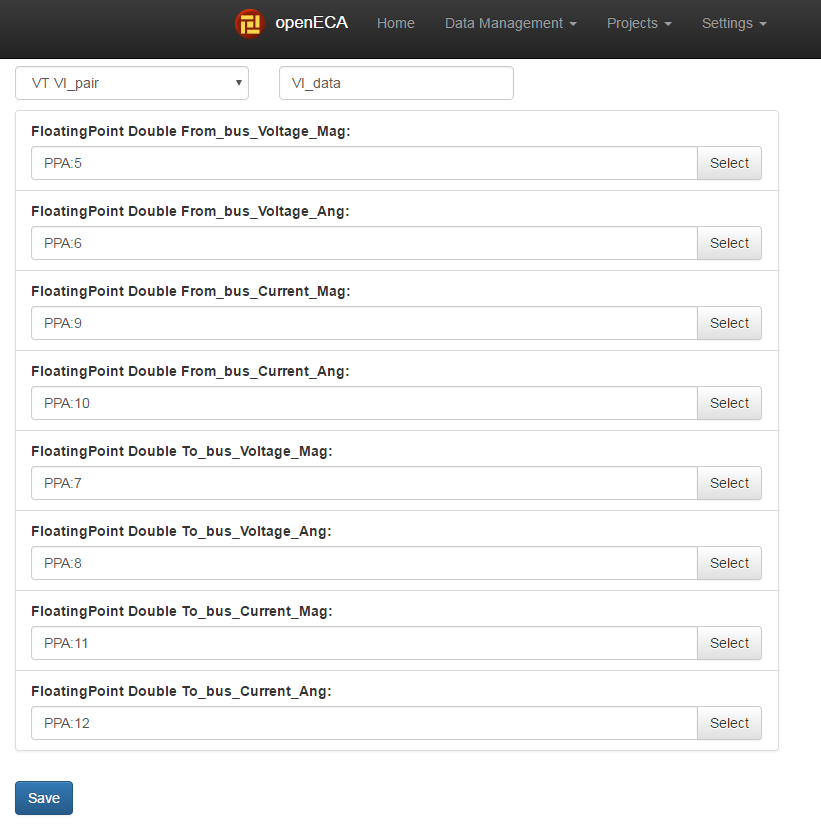 openECA Home Data Management Projects Settings
VT VI_pair VI_data
FloatingPoint Double From_bus_Voltage_Mag:
PPA:5 Select
FloatingPoint Double From_bus_Voltage_Ang:
PPA:6 Select
FloatingPoint Double From_bus_Current_Mag:
PPA:9 Select
FloatingPoint Double From_bus_Current_Ang:
PPA:10 Select
FloatingPoint Double To_bus_Voltage_Mag:
PPA:7 Select
FloatingPoint Double To_bus_Voltage_Ang:
PPA:8 Select
FloatingPoint Double To_bus_Current_Mag:
PPA:11 Select
FloatingPoint Double To_bus_Current_Ang:
PPA:12 Select
Save